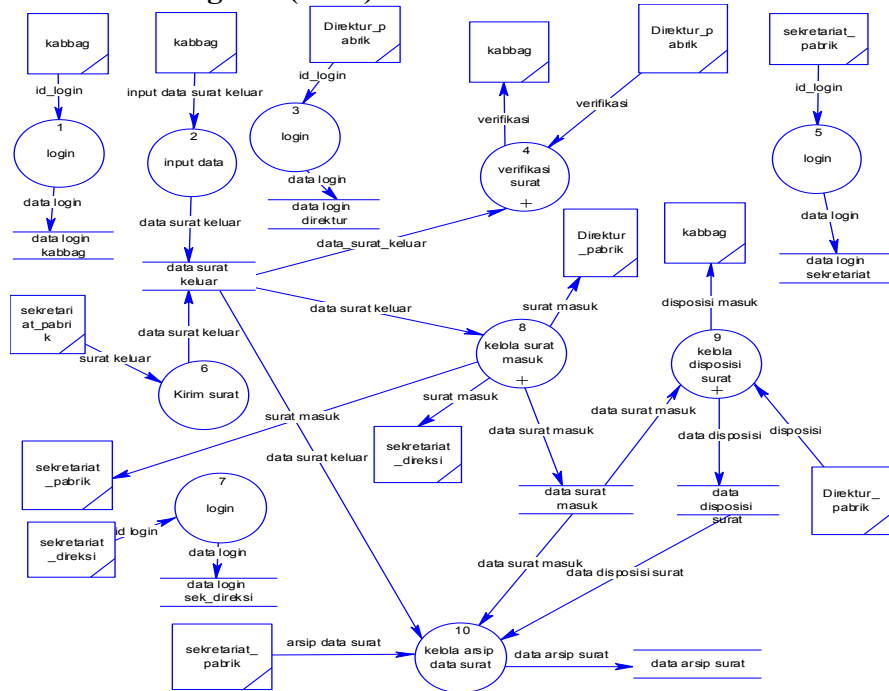 kabbag
kabbag
Direktur_p
abrik
kabbag
Direktur_p
abrik
sekretariat_
pabrik
id_login
input data surat keluar
id_login
verifikasi
verifikasi
id_login
1
login
2
input data
3
login
4
verifikasi
surat
+
5
login
data login
data surat keluar
data login
data login
data login
kabbag
data surat
keluar
data login
direktur
data_surat_keluar
data login
sekretariat
Direktur
_pabrik
kabbag
sekretari
at_pabri
k
surat keluar
data surat keluar
6
Kirim surat
data surat keluar
surat masuk
8
kelola surat
masuk
+
disposisi masuk
9
kelola
disposisi
surat
+
surat masuk
surat masuk
data surat keluar
sekretariat
_direksi
data surat masuk
data surat masuk
data disposisi
disposisi
sekretariat
_pabrik
sekretariat
_direksi
id login
7
login
data login
data login
sek_direksi
data surat
masuk
data
disposisi
surat
Direktur_
pabrik
data surat masuk
data disposisi surat
sekretariat_
pabrik
arsip data surat
10
kelola arsip
data surat
data arsip surat
data arsip surat